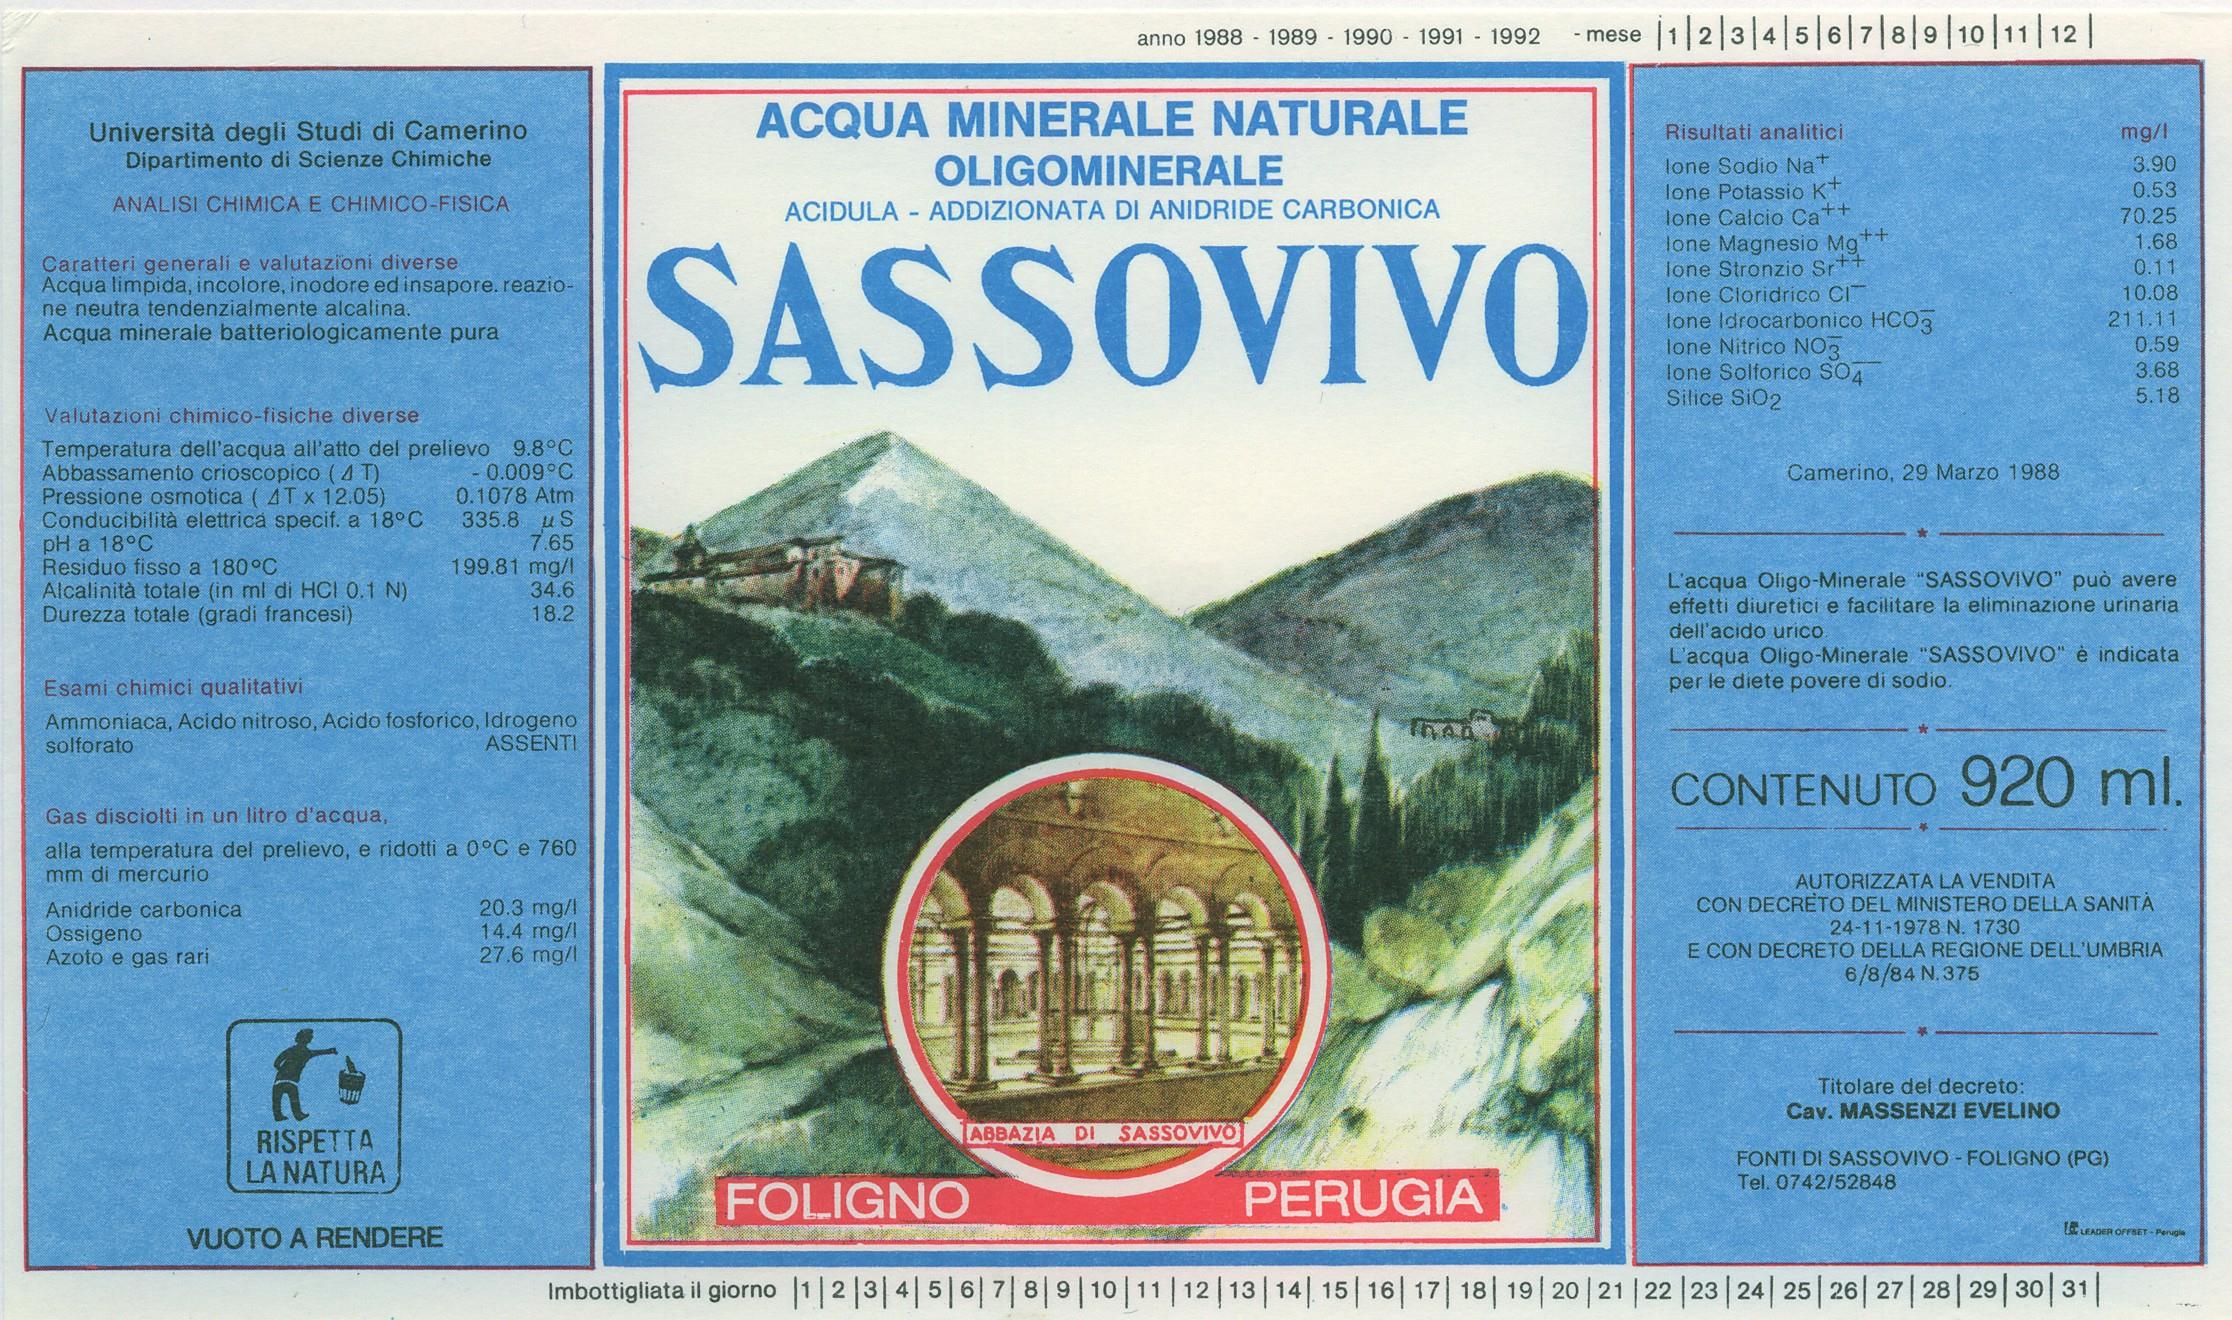 anno 1988 - 1989 - 1990 - 1991 - 1992 - mese |1|2|3|4|5|6|7|8|9|10|11|12|
Università degli Studi di Camerino
Dipartimento di Scienze Chimiche
ANALISI CHIMICA E CHIMICO-FISICA
Caratteri generali e valutazioni diverse
Acqua limpida, incolore, inodore ed insapore. reazio-
ne neutra tendenzialmente alcalina.
Acqua minerale batteriologicamente pura
Valutazioni chimico-fisiche diverse
Temperatura dell'acqua all'atto del prelievo 9.8°C
Abbassamento crioscopico (Δ T) - 0.009°C
Pressione osmotica ( ΔT x 12.05) 0.1078 Atm
Conducibilità elettrica specif. a 18°C 335.8 μS
pH a 18°C 7.65
Residuo fisso a 180°C 199.81 mg/l
Alcalinità totale (in ml di HCl 0.1 N) 34.6
Durezza totale (gradi francesi) 18.2
Esami chimici qualitativi
Ammoniaca, Acido nitroso, Acido fosforico, Idrogeno
solforato ASSENTI
Gas disciolti in un litro d'acqua,
alla temperatura del prelievo, e ridotti a 0°C e 760
mm di mercurio
Anidride carbonica 20.3 mg/l
Ossigeno 14.4 mg/l
Azoto e gas rari 27.6 mg/l
RISPETTA
LA NATURA
VUOTO A RENDERE
ACQUA MINERALE NATURALE
OLIGOMINERALE
ACIDULA - ADDIZIONATA DI ANIDRIDE CARBONICA
SASSOVIVO
ABBAZIA DI SASSOVIVO
FOLIGNO PERUGIA
Risultati analitici mg/l
Ione Sodio Na⁺ 3.90
Ione Potassio K⁺ 0.53
Ione Calcio Ca⁺⁺ 70.25
Ione Magnesio Mg⁺⁺ 1.68
Ione Stronzio Sr⁺⁺ 0.11
Ione Cloridrico Cl⁻ 10.08
Ione Idrocarbonico HCO₃⁻ 211.11
Ione Nitrico NO₃⁻ 0.59
Ione Solforico SO₄⁻⁻ 3.68
Silice SiO₂ 5.18
Camerino, 29 Marzo 1988
L'acqua Oligo-Minerale "SASSOVIVO" può avere
effetti diuretici e facilitare la eliminazione urinaria
dell'acido urico.
L'acqua Oligo-Minerale "SASSOVIVO" è indicata
per le diete povere di sodio.
CONTENUTO 920 ml.
AUTORIZZATA LA VENDITA
CON DECRETO DEL MINISTERO DELLA SANITÀ
24-11-1978 N. 1730
E CON DECRETO DELLA REGIONE DELL'UMBRIA
6/8/84 N. 375
Titolare del decreto:
Cav. MASSENZI EVELINO
FONTI DI SASSOVIVO - FOLIGNO (PG)
Tel. 0742/52848
LEADER OFFSET - Perugia
Imbottigliata il giorno |1|2|3|4|5|6|7|8|9|10|11|12|13|14|15|16|17|18|19|20|21|22|23|24|25|26|27|28|29|30|31|